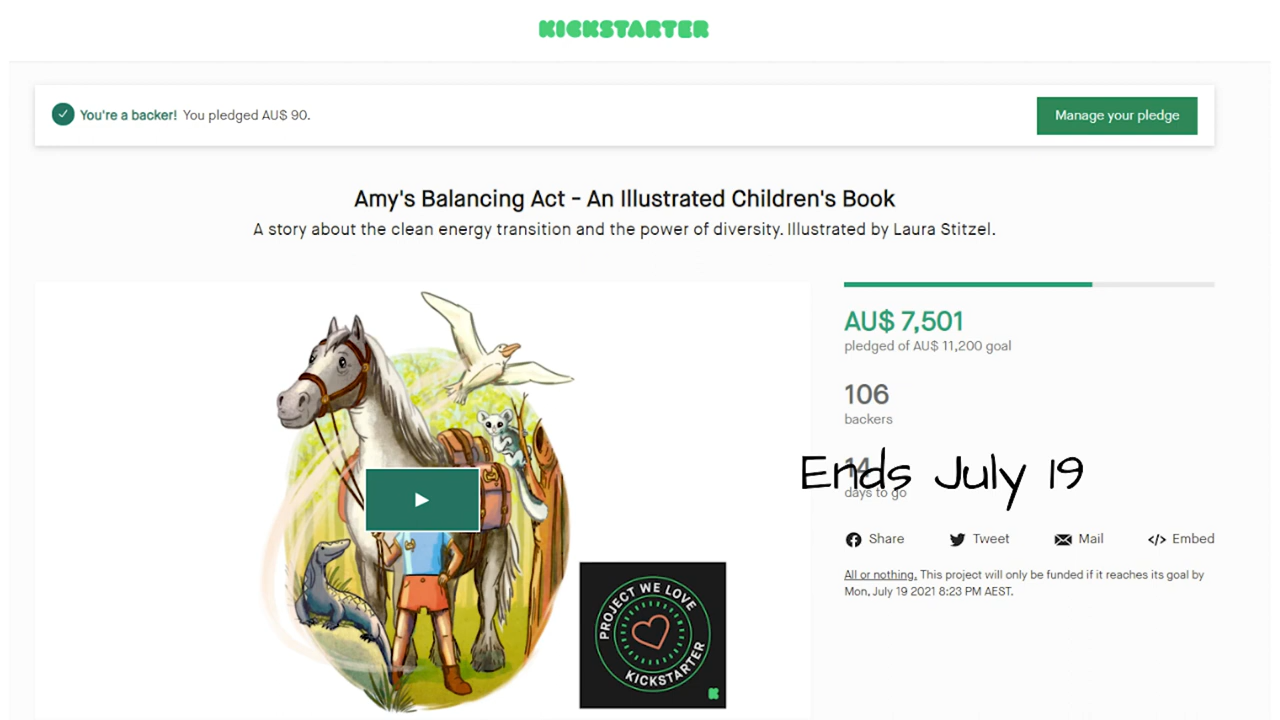 KICKSTARTER
You're a backer! You pledged AU$ 90.
Manage your pledge
Amy's Balancing Act - An Illustrated Children's Book
A story about the clean energy transition and the power of diversity. Illustrated by Laura Stitzel.
AU$ 7,501
pledged of AU$ 11,200 goal
106
backers
14
Ends July 19
days to go
Share Tweet Mail </> Embed
All or nothing. This project will only be funded if it reaches its goal by
Mon, July 19 2021 8:23 PM AEST.
PROJECT WE LOVE
KICKSTARTER
K